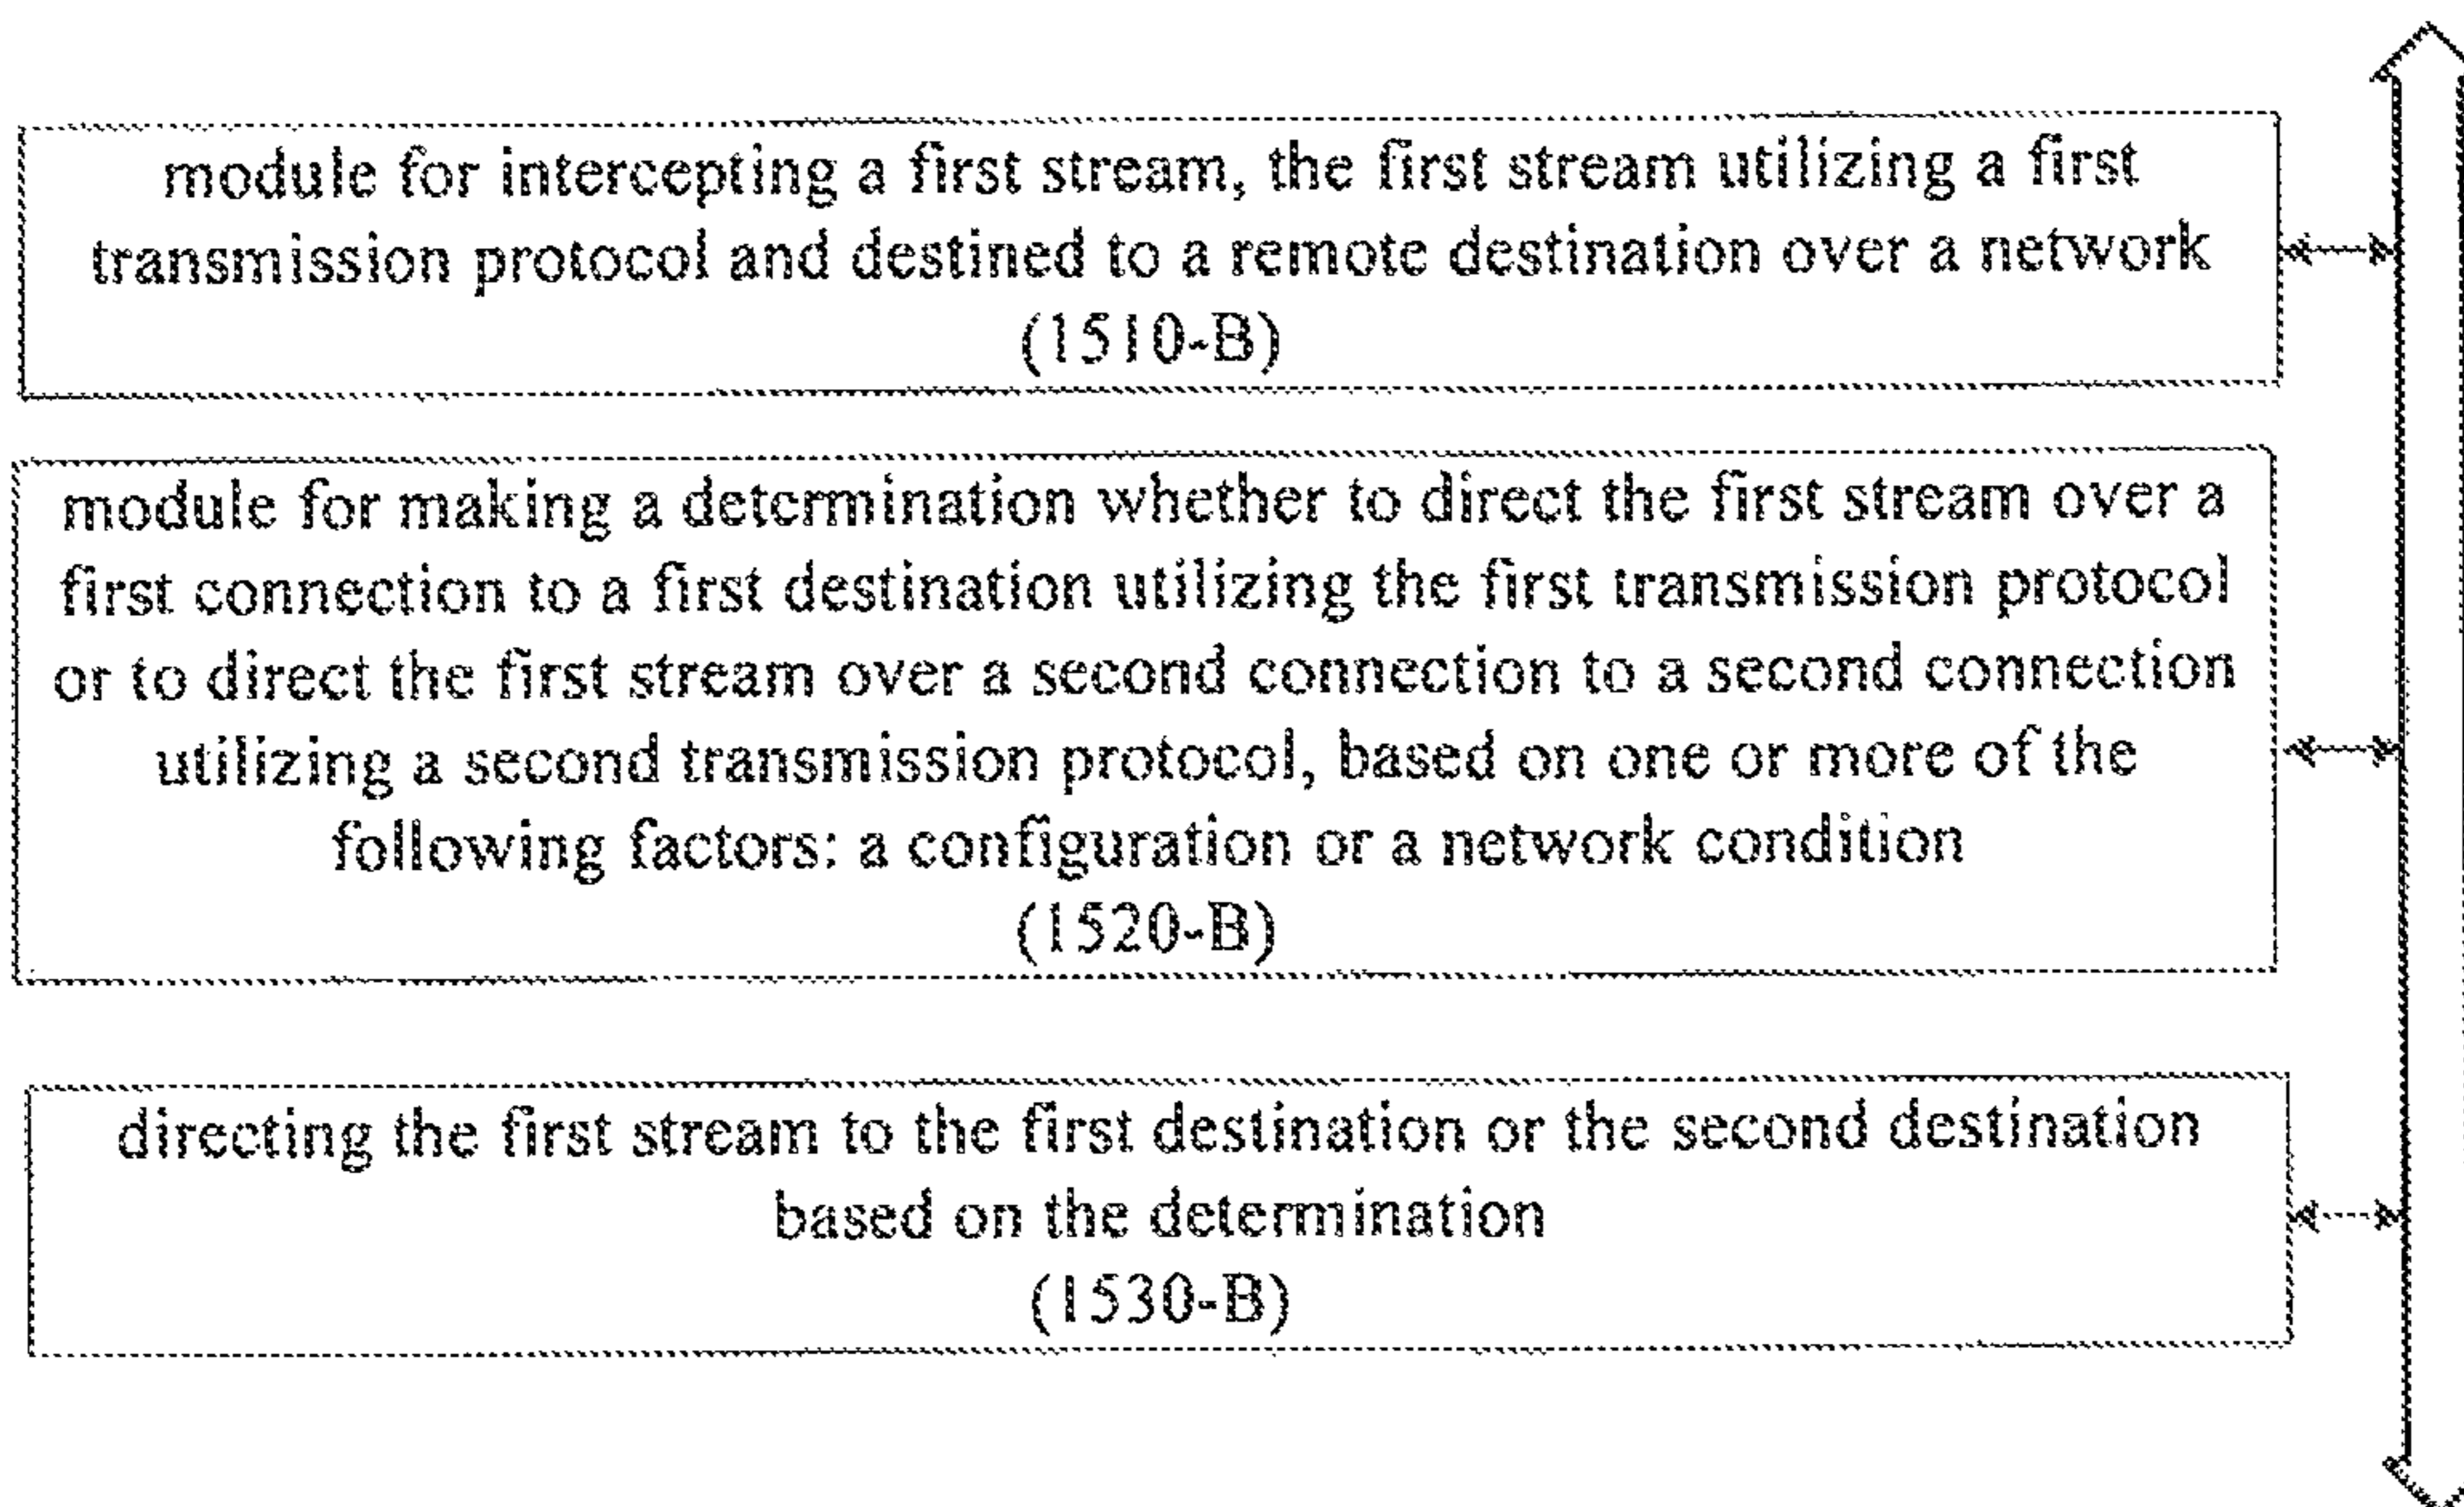 module for intercepting a first stream, the first stream utilizing a first
transmission protocol and destined to a remote destination over a network
(1510-B)
module for making a determination whether to direct the first stream over a
first connection to a first destination utilizing the first transmission protocol
or to direct the first stream over a second connection to a second connection
utilizing a second transmission protocol, based on one or more of the
following factors: a configuration or a network condition
(1520-B)
directing the first stream to the first destination or the second destination
based on the determination
(1530-B)